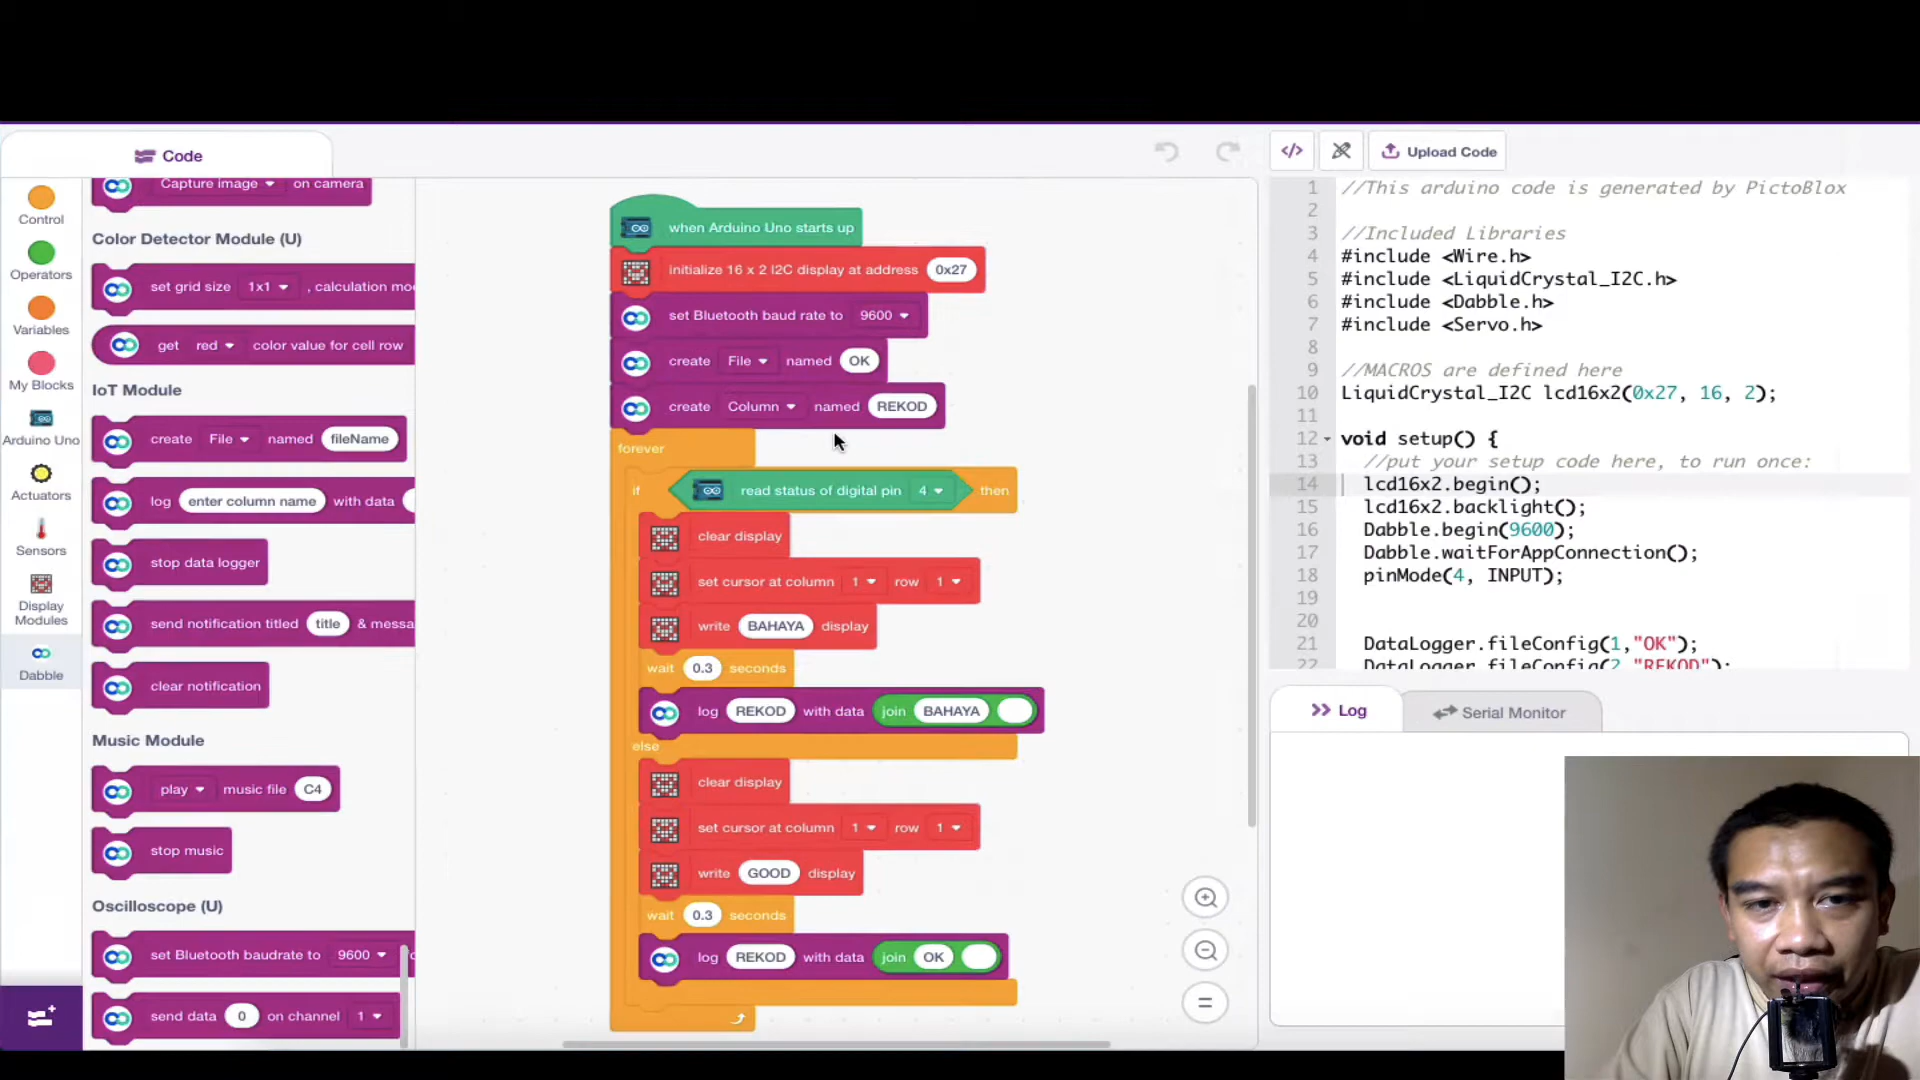 Code
Upload Code
Control
Operators
Variables
My Blocks
Arduino Uno
Actuators
Sensors
Display
Modules
Dabble
Capture image on camera
Color Detector Module (U)
set grid size 1x1 , calculation
get red color value for cell row
IoT Module
create File named fileName
log enter column name with data
stop data logger
send notification titled title &
clear notification
Music Module
play music file C4
stop music
Oscilloscope (U)
set Bluetooth baudrate to 9600
send data 0 on channel 1
when Arduino Uno starts up
initialize 16 x 2 I2C display at address 0x27
set Bluetooth baud rate to 9600
create File named OK
create Column named REKOD
forever
if read status of digital pin 4 then
clear display
set cursor at column 1 row 1
write BAHAYA display
wait 0.3 seconds
log REKOD with data join BAHAYA
else
clear display
set cursor at column 1 row 1
write GOOD display
wait 0.3 seconds
log REKOD with data join OK
1 //This arduino code is generated by PictoBlox
2
3 //Included Libraries
4 #include <Wire.h>
5 #include <LiquidCrystal_I2C.h>
6 #include <Dabble.h>
7 #include <Servo.h>
8
9 //MACROS are defined here
10 LiquidCrystal_I2C lcd16x2(0x27, 16, 2);
11
12 void setup() {
13 //put your setup code here, to run once:
14 lcd16x2.begin();
15 lcd16x2.backlight();
16 Dabble.begin(9600);
17 Dabble.waitForAppConnection();
18 pinMode(4, INPUT);
19
20
21 DataLogger.fileConfig(1,"OK");
22 DataLogger.fileConfig(2,"REKOD");
Log
Serial Monitor